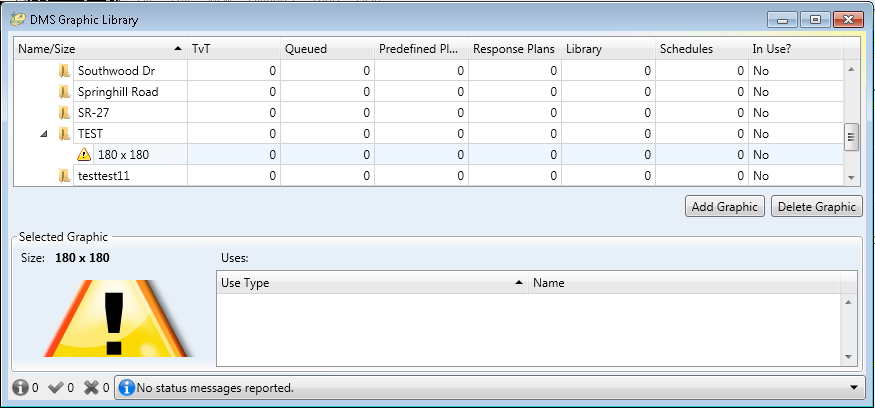 DMS Graphic Library
Name/Size TvT Queued Predefined Pl... Response Plans Library Schedules In Use?
Southwood Dr 0 0 0 0 0 0 No
Springhill Road 0 0 0 0 0 0 No
SR-27 0 0 0 0 0 0 No
TEST 0 0 0 0 0 0 No
180 x 180 0 0 0 0 0 0 No
testtest11 0 0 0 0 0 0 No
Add Graphic Delete Graphic
Selected Graphic
Size: 180 x 180 Uses:
Use Type Name
!
0 0 0 No status messages reported.